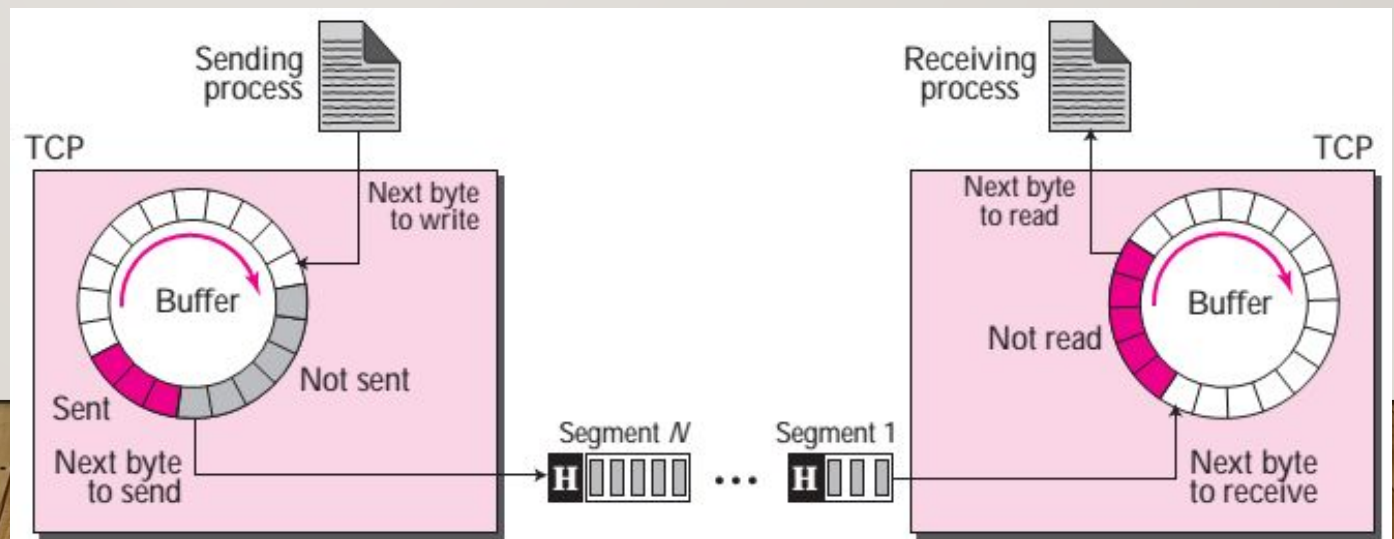 Sending
process
Receiving
process
TCP
TCP
Next byte
to write
Next byte
to read
Buffer
Buffer
Not sent
Not read
Sent
Segment N
Segment 1
Next byte
to send
H
...
H
Next byte
to receive